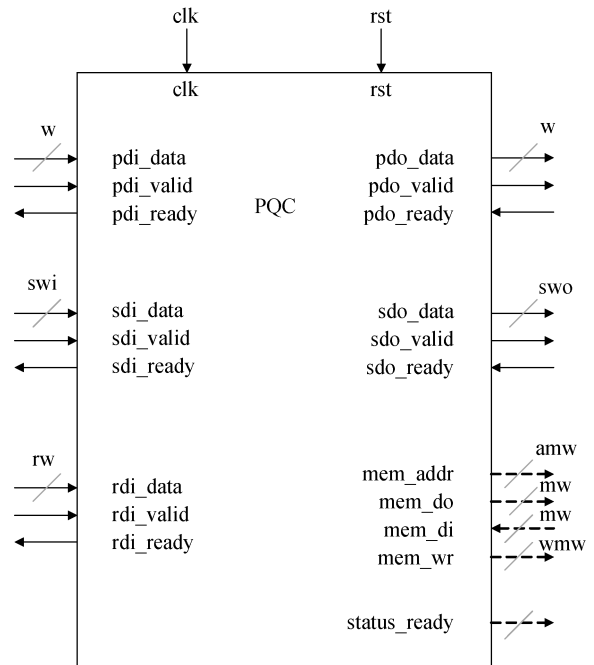 clk rst
clk rst
w w
pdi_data pdo_data
pdi_valid pdo_valid
pdi_ready PQC pdo_ready
swi swo
sdi_data sdo_data
sdi_valid sdo_valid
sdi_ready sdo_ready
rw amw
mem_addr
rdi_data mw
mem_do
rdi_valid mw
mem_di
rdi_ready wmw
mem_wr
status_ready